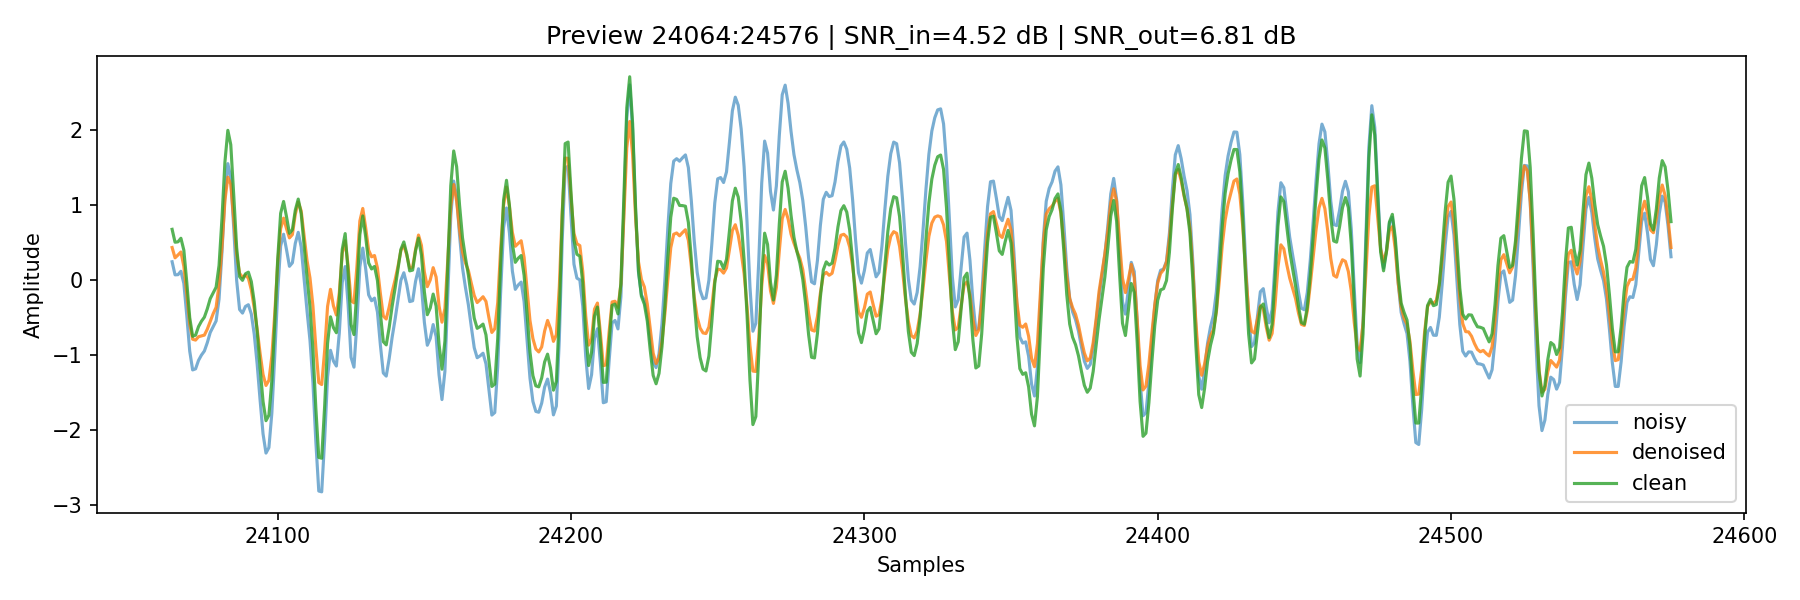 Preview 24064:24576 | SNR_in=4.52 dB | SNR_out=6.81 dB
Amplitude
2
1
0
−1
−2
−3
24100 24200 24300 24400 24500 24600
Samples
noisy
denoised
clean